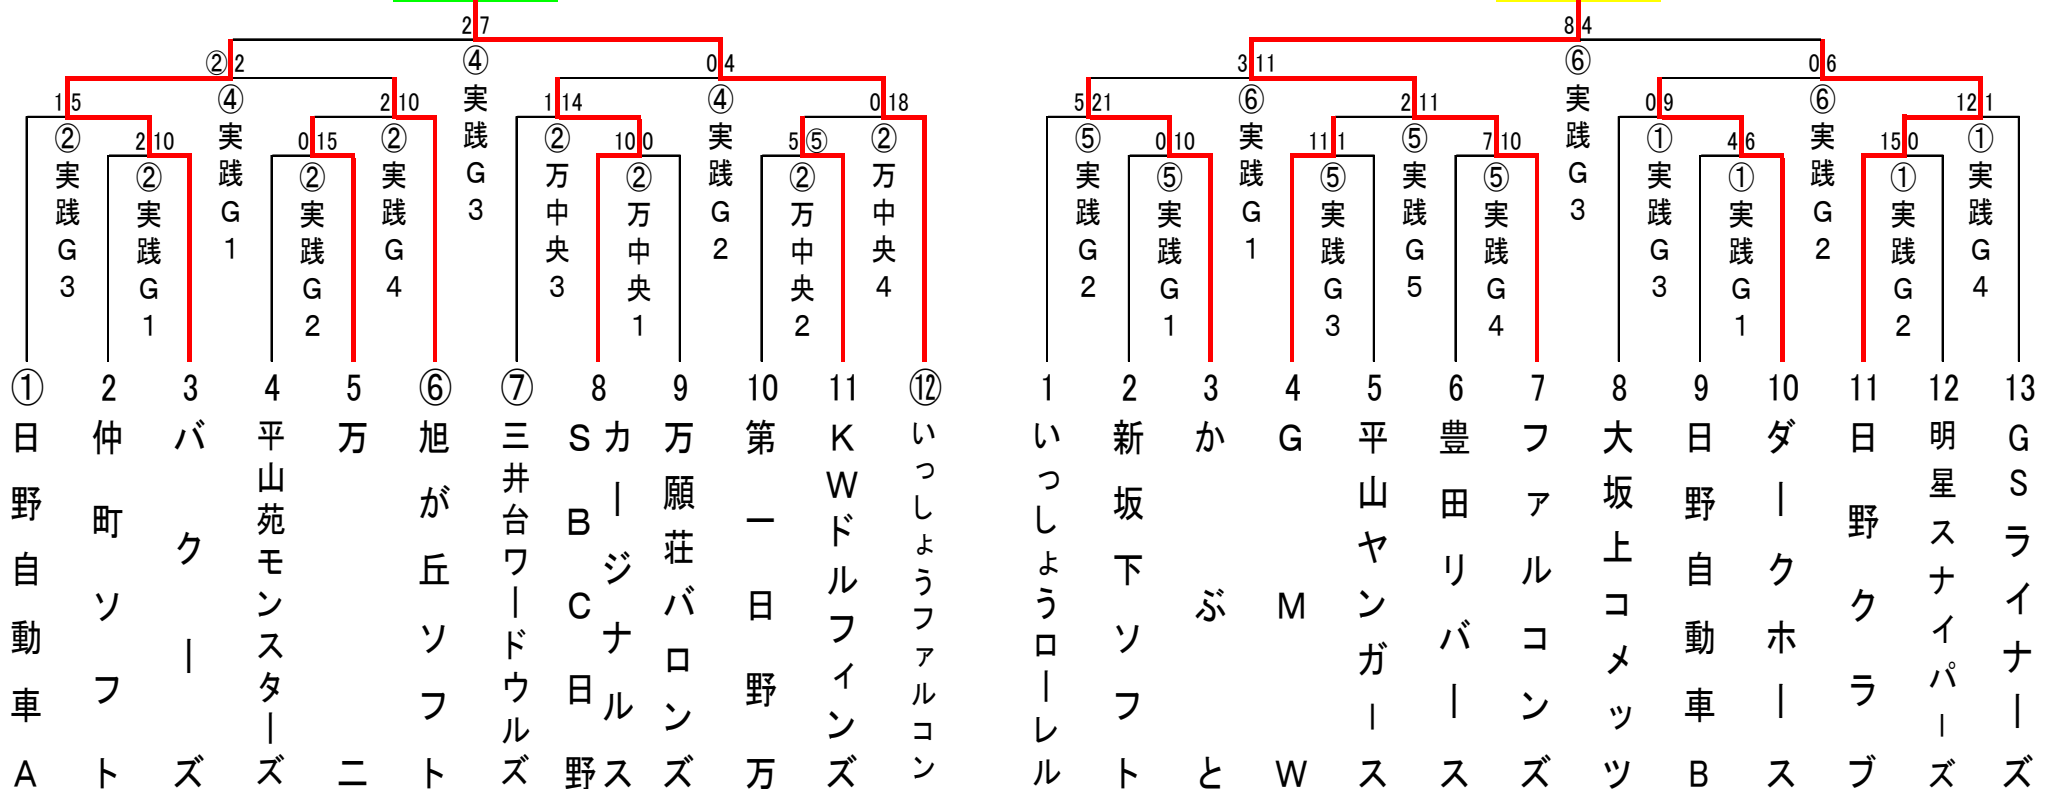 2 7 8 4
④実践G3 ⑥実践G3
② 2 0 4 3 11 0 6
④実践G1 ④実践G2 ⑥実践G1 ⑥実践G2
1 5 2 10 1 14 0 18 5 21 2 11 0 9 12 1
②実践G3 ②実践G4 ②万中央3 ②万中央4 ⑤実践G2 ⑤実践G5 ①実践G3 ①実践G4
2 10 0 15 10 0 5 ⑤ 0 10 11 1 7 10 4 6 15 0
②実践G1 ②実践G2 ②万中央1 ②万中央2 ⑤実践G1 ⑤実践G3 ⑤実践G4 ①実践G1 ①実践G2
① 日野自動車A
2 仲町ソフト
3 バクーズ
4 平山苑モンスターズ
5 万二
⑥ 旭が丘ソフト
⑦ 三井台ワードウルズ
8 カージナルス
SBC日野
9 万願荘バロンズ
10 第一日野万
11 KWドルフィンズ
⑫ いっしょうファルコン
1 いっしょうローレル
2 新坂下ソフト
3 かぶと
4 GMW
5 平山ヤンガース
6 豊田リバース
7 ファルコンズ
8 大坂上コメッツ
9 日野自動車B
10 ダークホース
11 日野クラブ
12 明星スナイパーズ
13 GSライナーズ